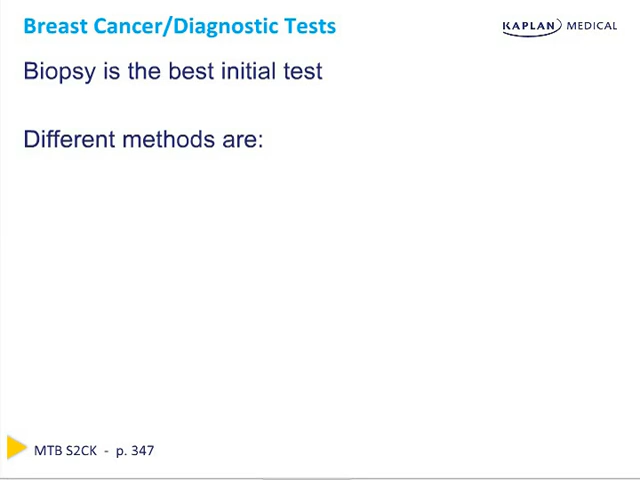 Breast Cancer/Diagnostic Tests
KAPLAN MEDICAL
Biopsy is the best initial test
Different methods are:
MTB S2CK - p. 347